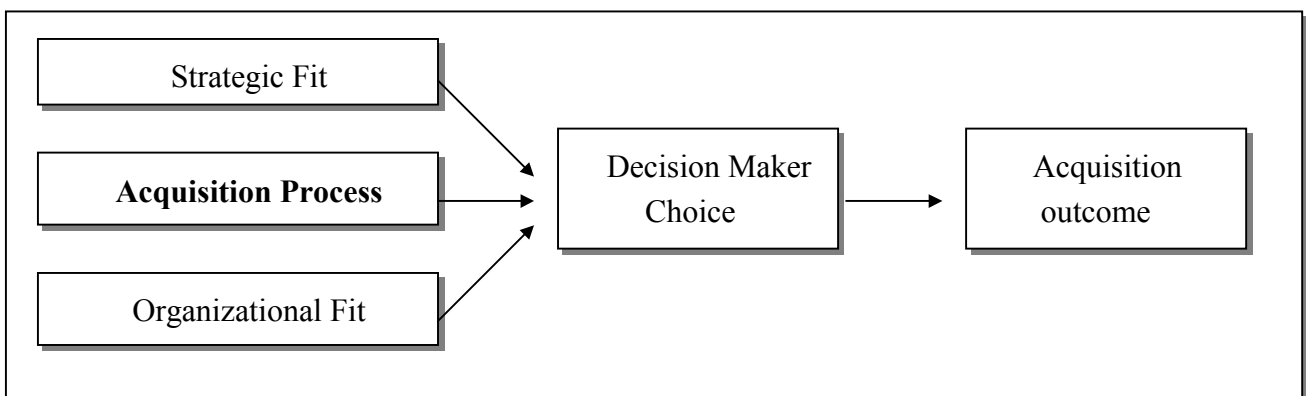 Strategic Fit
Acquisition Process
Organizational Fit
Decision Maker
Choice
Acquisition
outcome